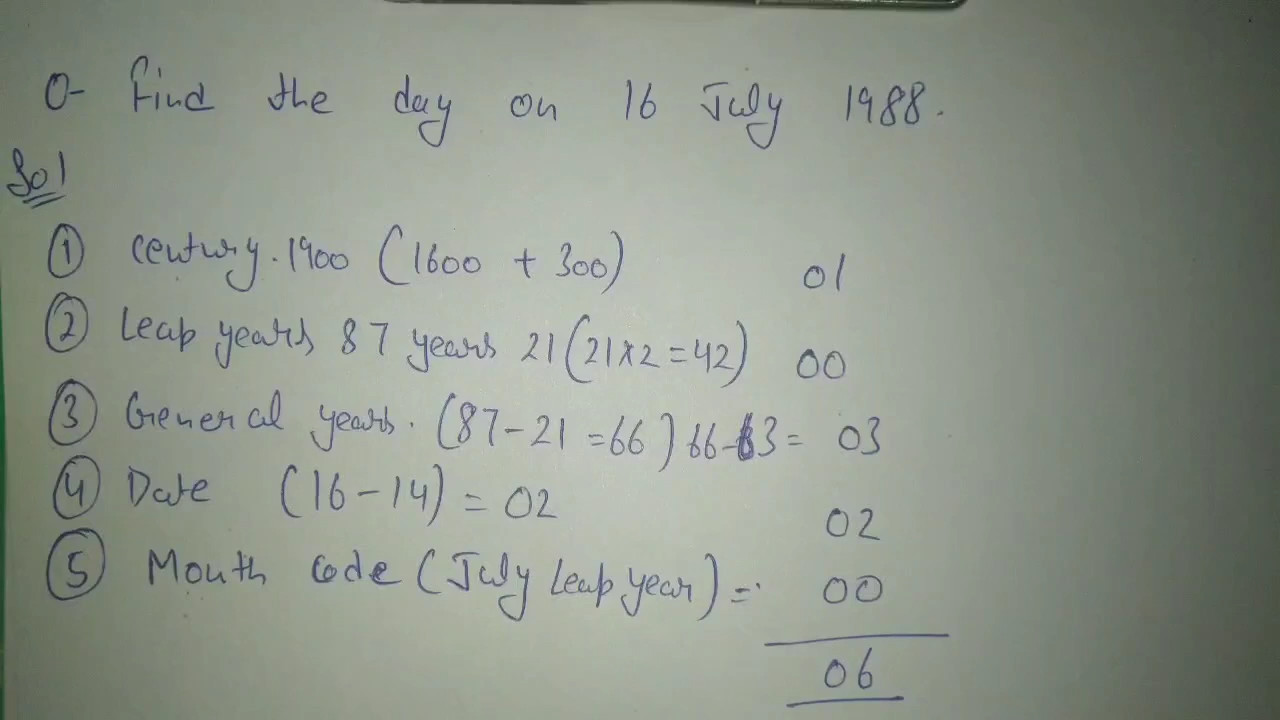 Q- Find the day on 16 July 1988.
Sol
① century. 1900 (1600 + 300) 01
② Leap years 87 years 21 (21x2=42) 00
③ General years. (87-21 =66) 66-63= 03
④ Date (16-14) = 02 02
⑤ Month code (July Leap year) = 00
06